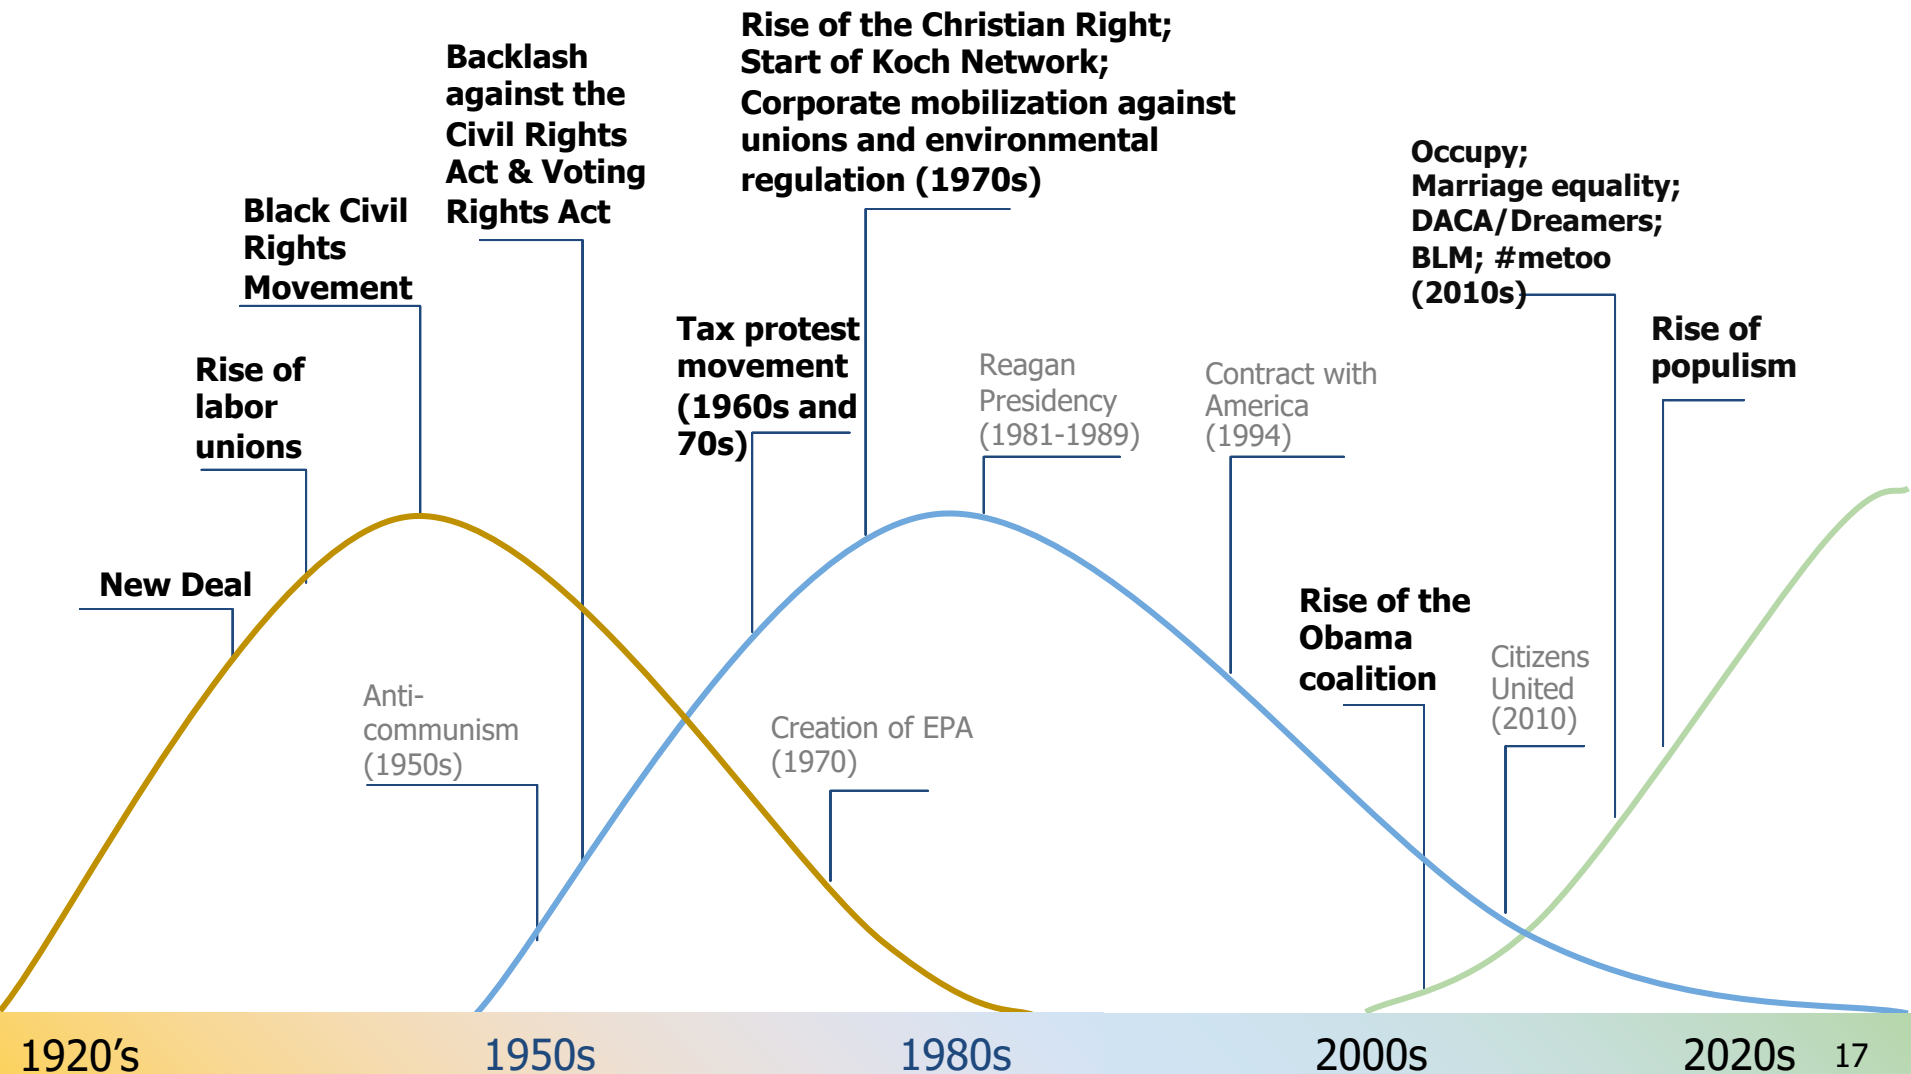 Rise of the Christian Right;
Start of Koch Network;
Corporate mobilization against
unions and environmental
regulation (1970s)
Backlash
against the
Civil Rights
Act & Voting
Rights Act
Occupy;
Marriage equality;
DACA/Dreamers;
BLM; #metoo
(2010s)
Black Civil
Rights
Movement
Tax protest
movement
(1960s and
70s)
Rise of
populism
Rise of
labor
unions
Reagan
Presidency
(1981-1989)
Contract with
America
(1994)
New Deal
Rise of the
Obama
coalition
Citizens
United
(2010)
Anti-
communism
(1950s)
Creation of EPA
(1970)
1920’s
1950s
1980s
2000s
2020s
17